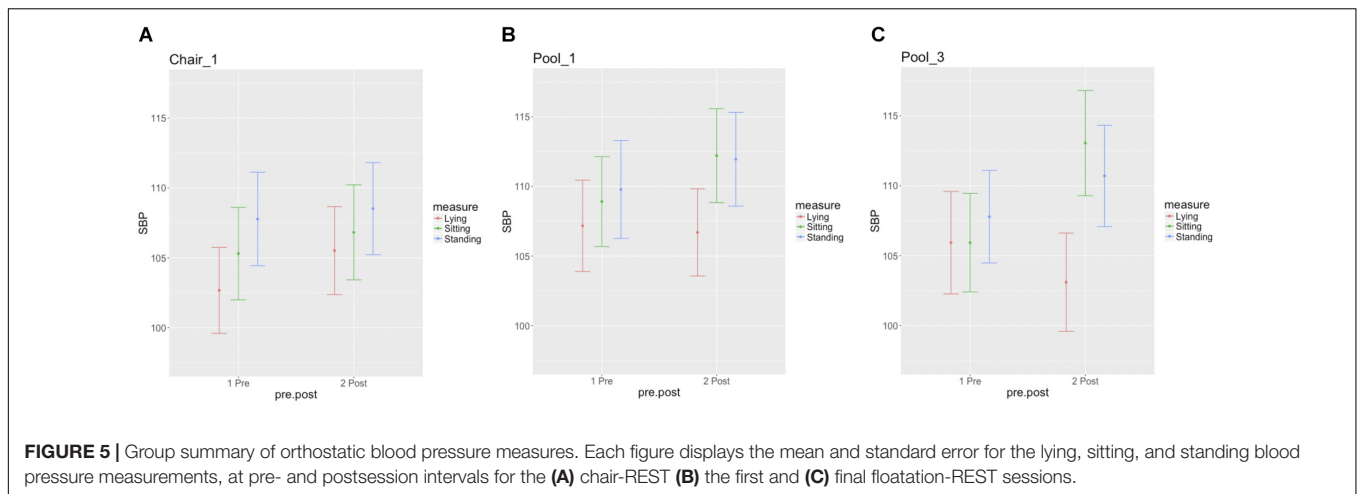 A
Chair_1
SBP
115
110
105
100
1 Pre
2 Post
pre.post
measure
Lying
Sitting
Standing
B
Pool_1
SBP
115
110
105
100
1 Pre
2 Post
pre.post
measure
Lying
Sitting
Standing
C
Pool_3
SBP
115
110
105
100
1 Pre
2 Post
pre.post
measure
Lying
Sitting
Standing
FIGURE 5 | Group summary of orthostatic blood pressure measures. Each figure displays the mean and standard error for the lying, sitting, and standing blood
pressure measurements, at pre- and postsession intervals for the (A) chair-REST (B) the first and (C) final floatation-REST sessions.